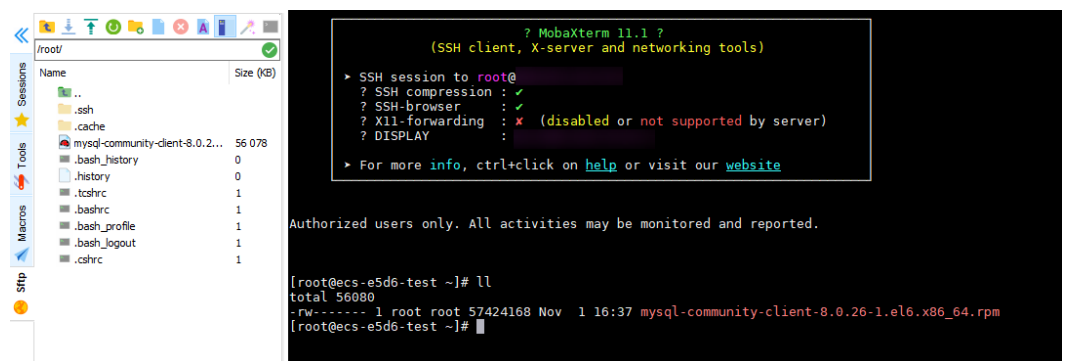 /root/
Name Size (KB)
..
.ssh
.cache
mysql-community-client-8.0.2... 56 078
.bash_history 0
.history 0
.tcshrc 1
.bashrc 1
.bash_profile 1
.bash_logout 1
.cshrc 1
Sessions
Tools
Macros
Sftp
? MobaXterm 11.1 ?
(SSH client, X-server and networking tools)
➤ SSH session to root@
? SSH compression : ✔
? SSH-browser : ✔
? X11-forwarding : ✘ (disabled or not supported by server)
? DISPLAY :
➤ For more info, ctrl+click on help or visit our website
Authorized users only. All activities may be monitored and reported.
[root@ecs-e5d6-test ~]# ll
total 56080
-rw------- 1 root root 57424168 Nov 1 16:37 mysql-community-client-8.0.26-1.el6.x86_64.rpm
[root@ecs-e5d6-test ~]#